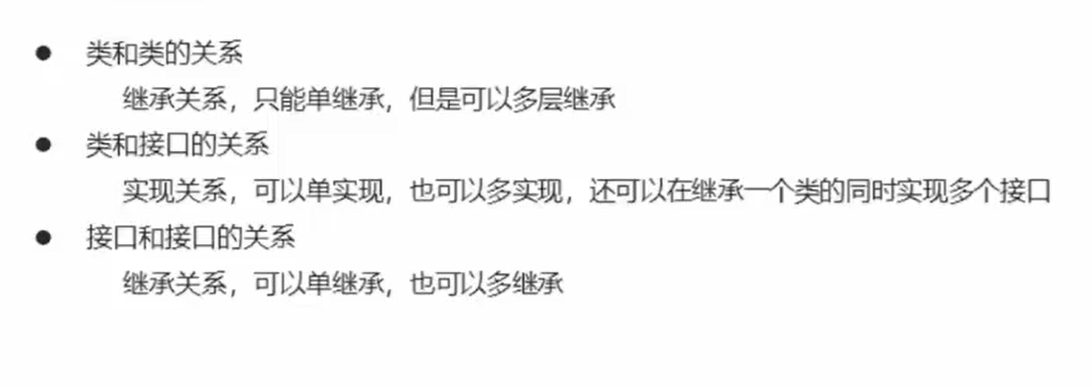 ● 类和类的关系
继承关系，只能单继承，但是可以多层继承
● 类和接口的关系
实现关系，可以单实现，也可以多实现，还可以在继承一个类的同时实现多个接口
● 接口和接口的关系
继承关系，可以单继承，也可以多继承